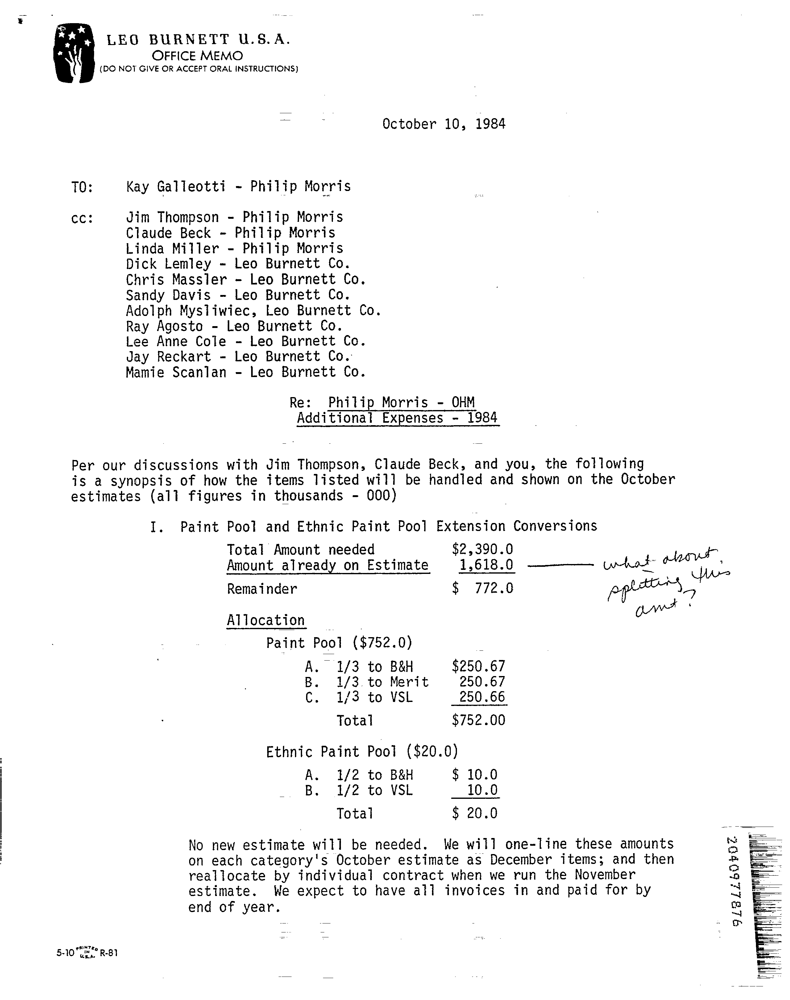 LEO BURNETT U.S.A.
OFFICE MEMO
(DO NOT GIVE OR ACCEPT ORAL INSTRUCTIONS)
October 10, 1984
TO: Kay Galleotti - Philip Morris
cc: Jim Thompson - Philip Morris
Claude Beck - Philip Morris
Linda Miller - Philip Morris
Dick Lemley - Leo Burnett Co.
Chris Massler - Leo Burnett Co.
Sandy Davis - Leo Burnett Co.
Adolph Mysliwiec, Leo Burnett Co.
Ray Agosto - Leo Burnett Co.
Lee Anne Cole - Leo Burnett Co.
Jay Reckart - Leo Burnett Co.
Mamie Scanlan - Leo Burnett Co.
Re: Philip Morris - OHM
Additional Expenses - 1984
Per our discussions with Jim Thompson, Claude Beck, and you, the following
is a synopsis of how the items listed will be handled and shown on the October
estimates (all figures in thousands - 000)
I. Paint Pool and Ethnic Paint Pool Extension Conversions
Total Amount needed $2,390.0
Amount already on Estimate 1,618.0
what about
splitting this
amt?
Remainder $ 772.0
Allocation
Paint Pool ($752.0)
A. 1/3 to B&H $250.67
B. 1/3 to Merit 250.67
C. 1/3 to VSL 250.66
Total $752.00
Ethnic Paint Pool ($20.0)
A. 1/2 to B&H $ 10.0
B. 1/2 to VSL 10.0
Total $ 20.0
No new estimate will be needed. We will one-line these amounts
on each category's October estimate as December items; and then
reallocate by individual contract when we run the November
estimate. We expect to have all invoices in and paid for by
end of year.
2040977876
5-10 PRINTED IN U.S.A. R-81